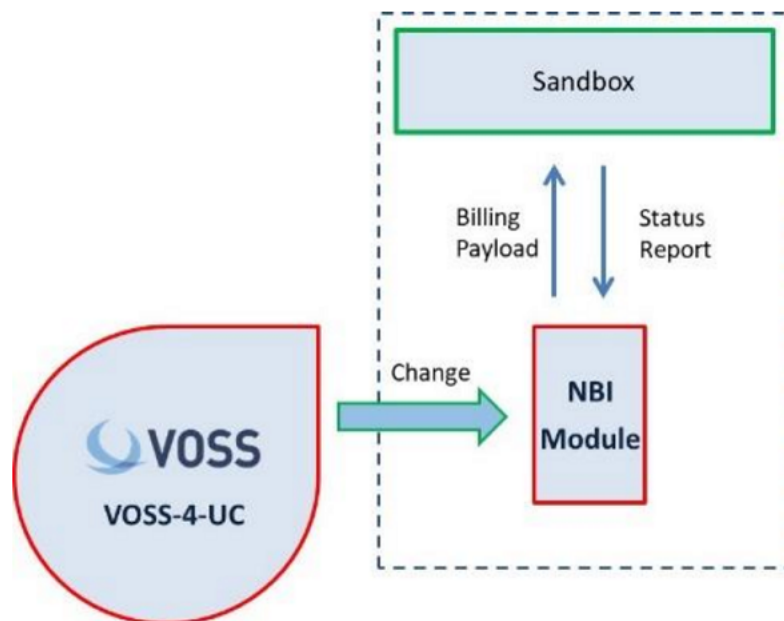 Sandbox
Billing
Payload
Status
Report
Change
NBI
Module
VOSS
VOSS-4-UC